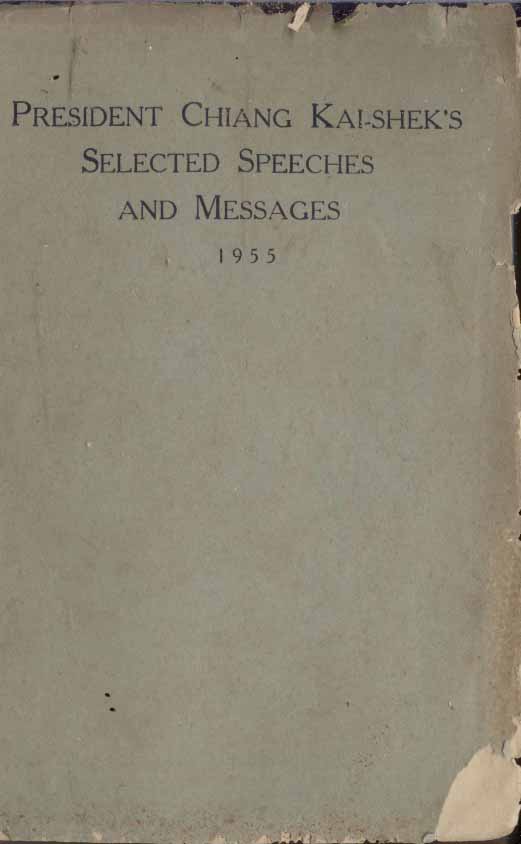 PRESIDENT CHIANG KAI-SHEK'S
SELECTED SPEECHES
AND MESSAGES
1955